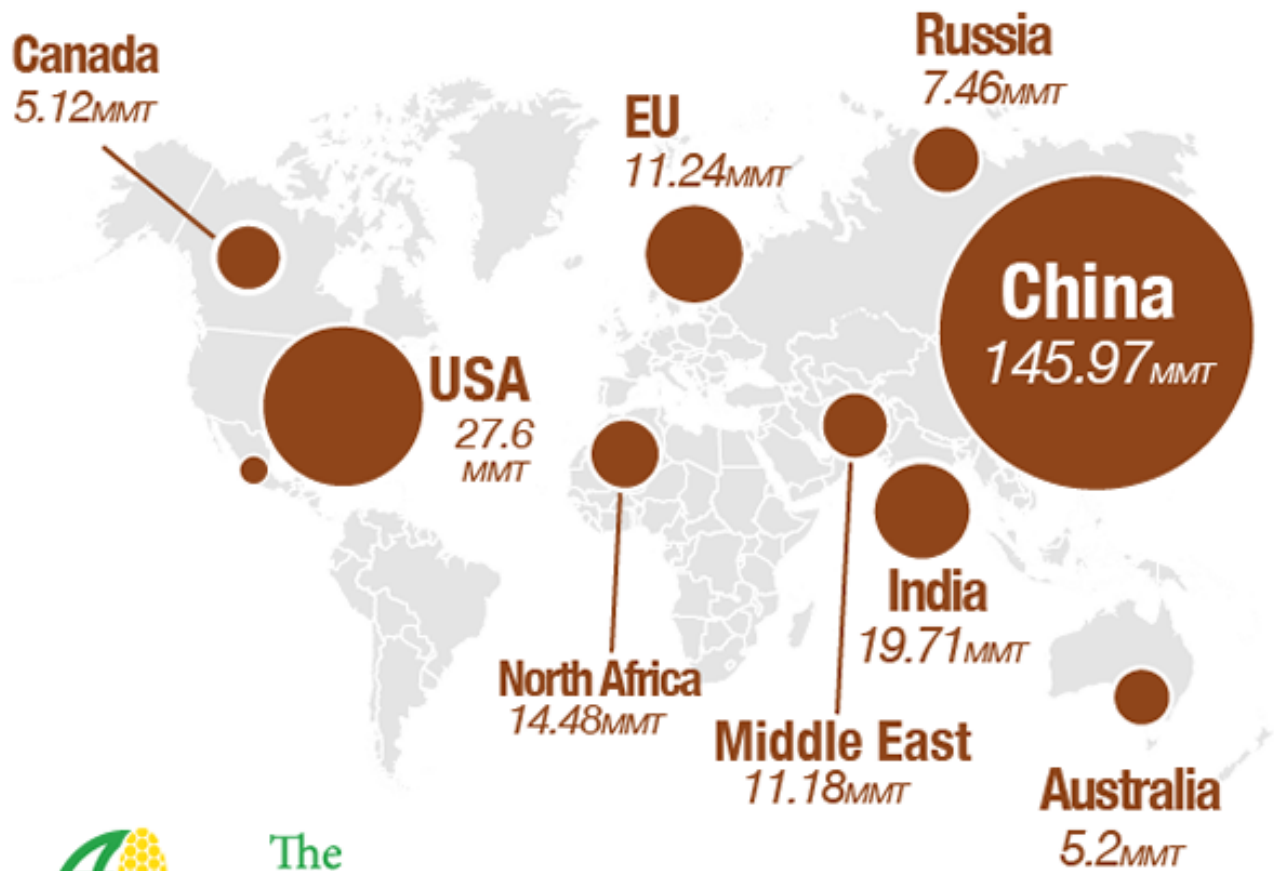 Canada
5.12MMT
Russia
7.46MMT
EU
11.24MMT
China
145.97MMT
USA
27.6
MMT
India
19.71MMT
North Africa
14.48MMT
Middle East
11.18MMT
Australia
5.2MMT
The